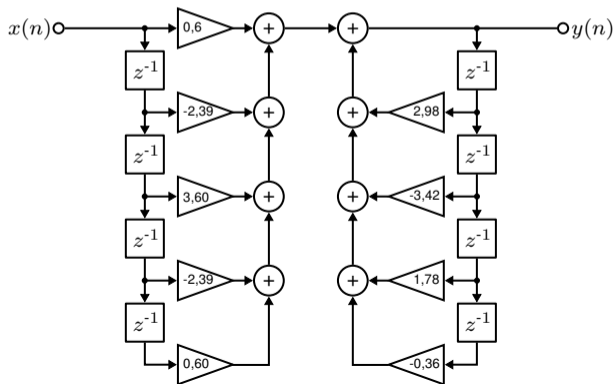 x(n) 0,6 + + y(n)
z-1 z-1
-2,39 + + 2,98
z-1 z-1
3,60 + + -3,42
z-1 z-1
-2,39 + + 1,78
z-1 z-1
0,60 -0,36